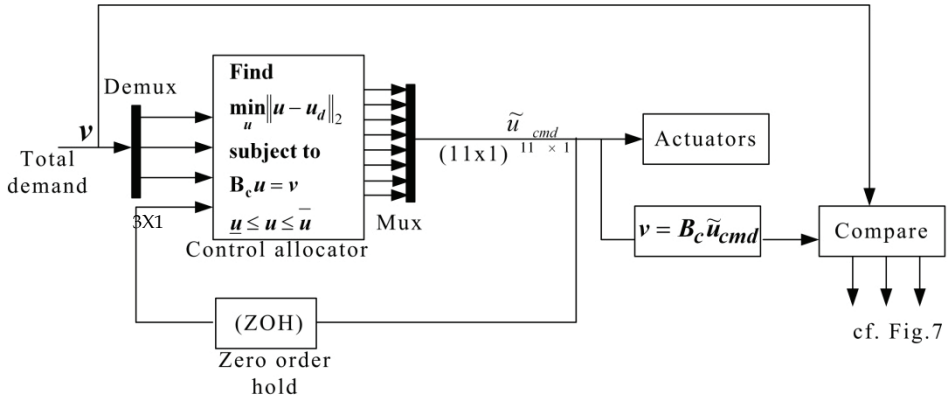 Demux
v
Total
demand
3X1
Find
min ‖u − u_d‖₂
u
subject to
B_c u = v
u̲ ≤ u ≤ u̅
Control allocator
Mux
ũ cmd
(11x1) 11 × 1
Actuators
v = B_c ũ_cmd
Compare
cf. Fig.7
(ZOH)
Zero order
hold